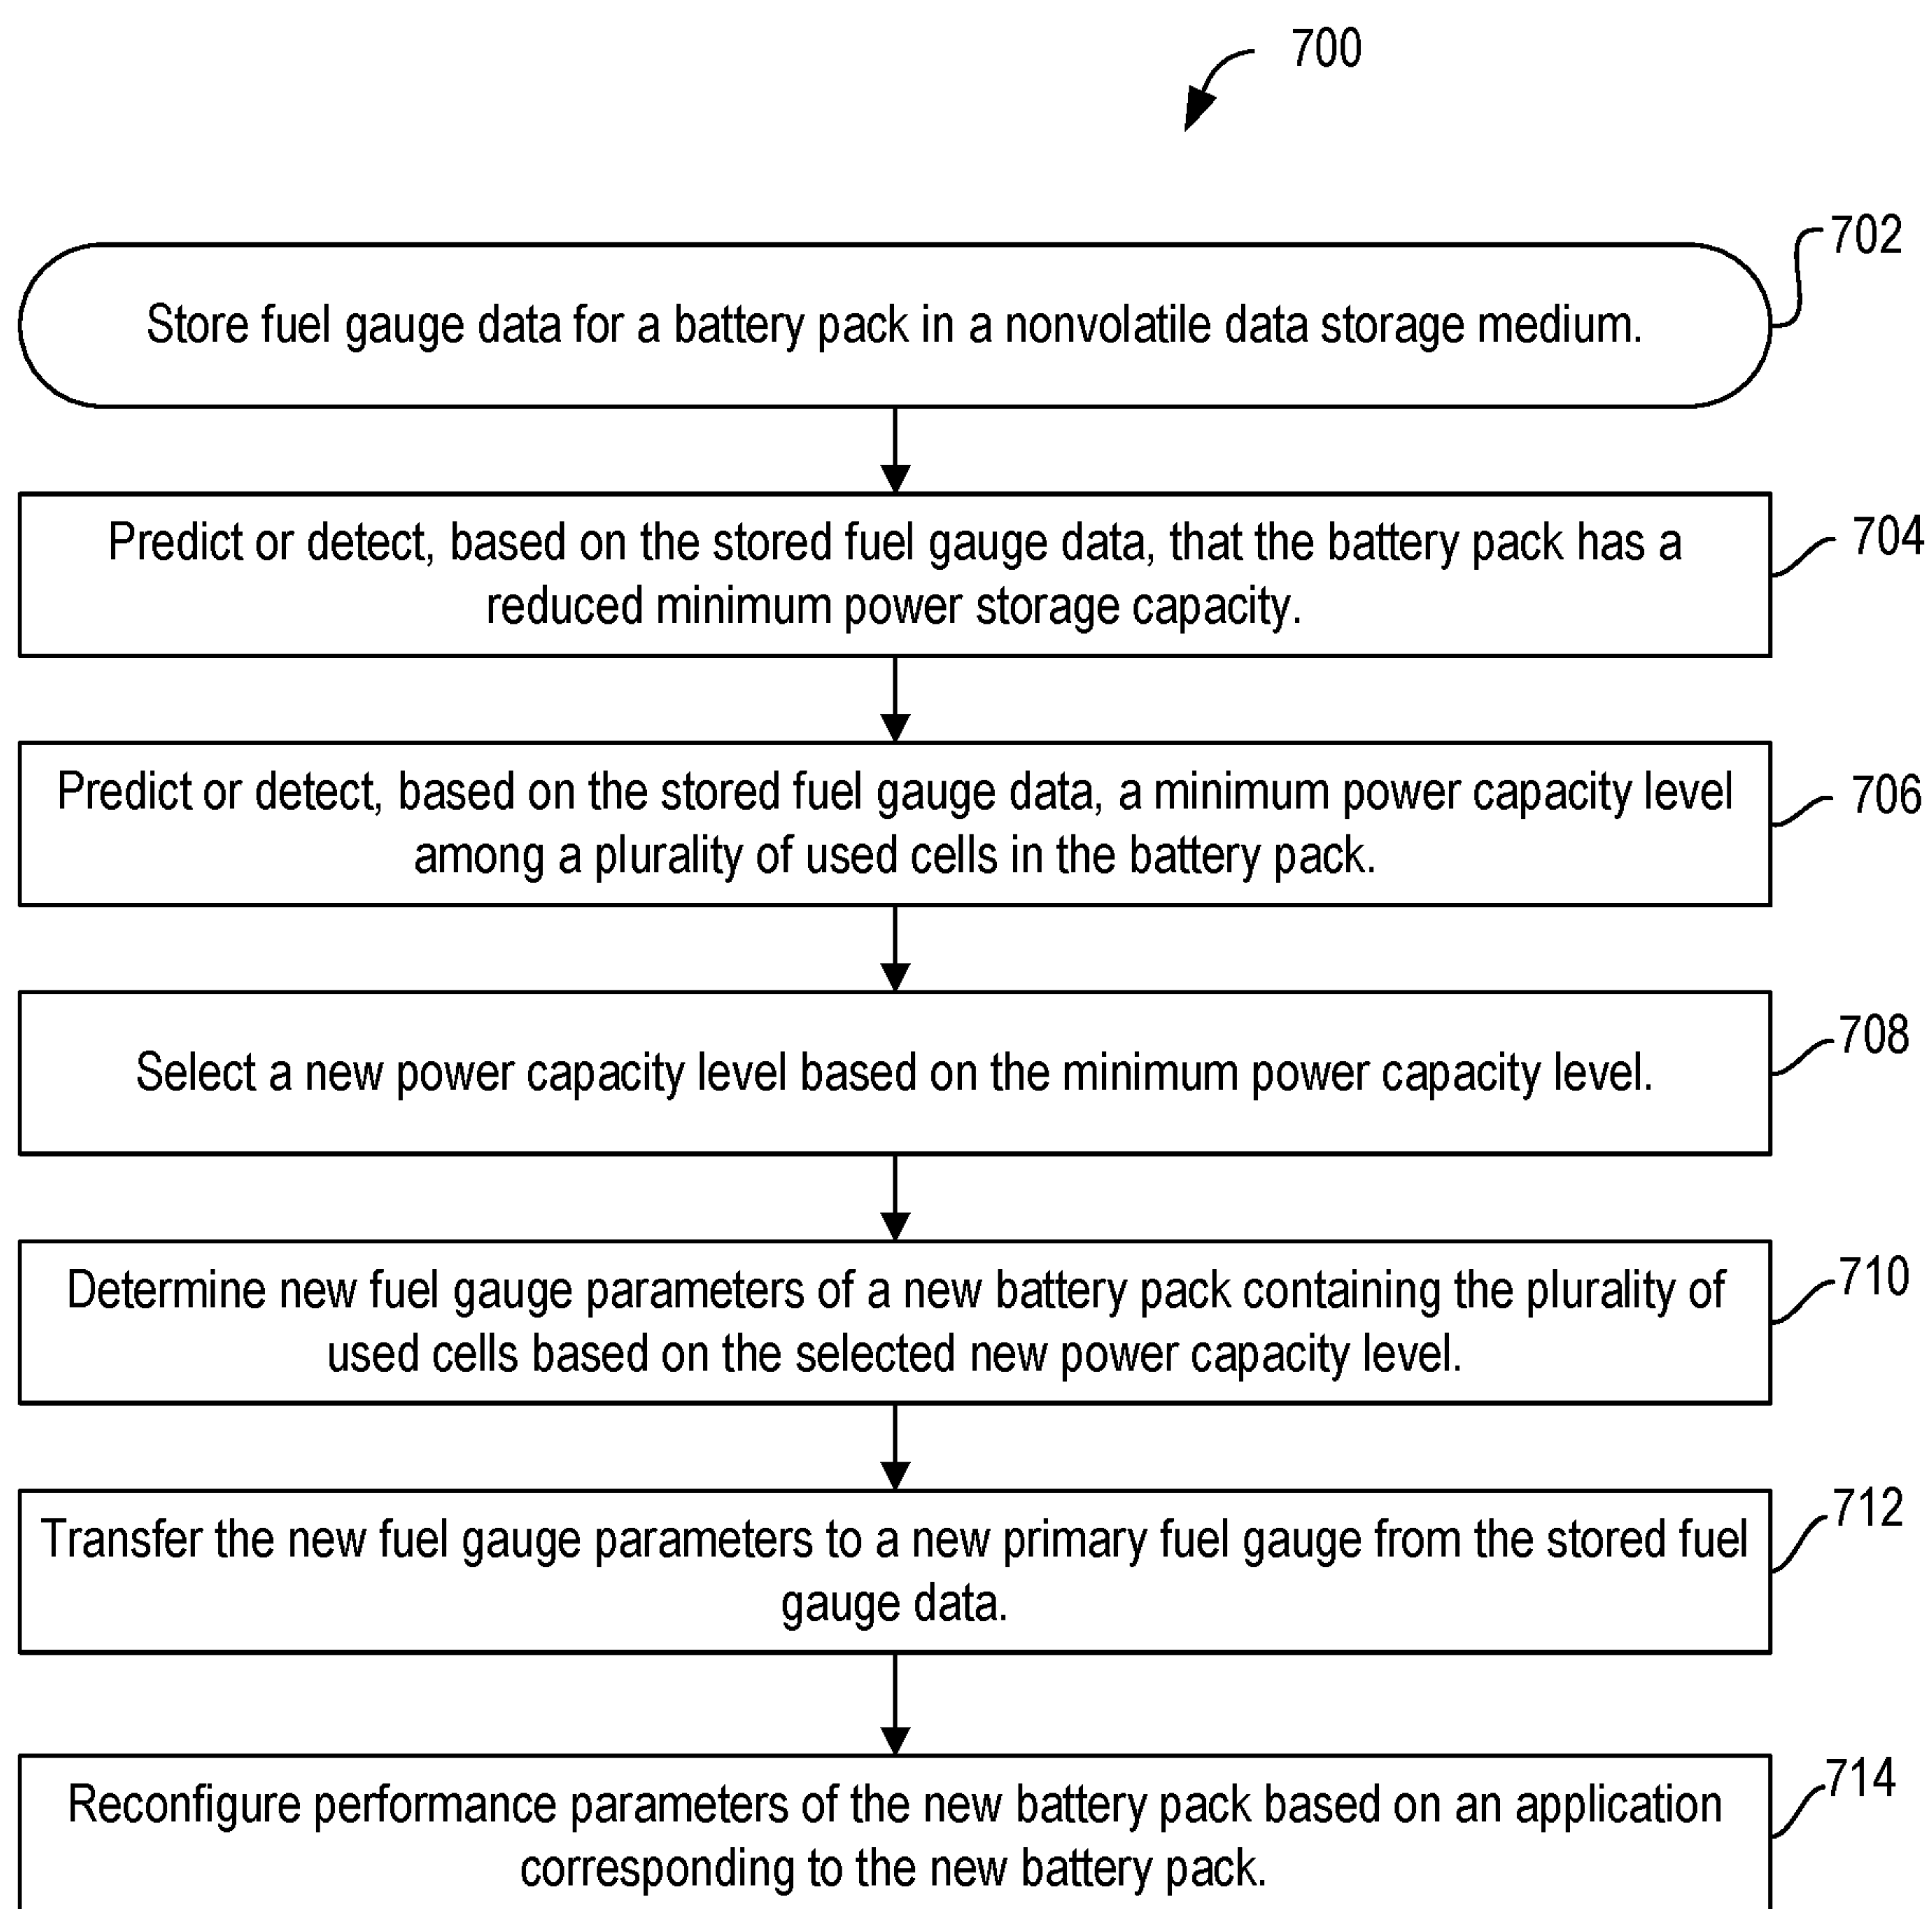 700
702
Store fuel gauge data for a battery pack in a nonvolatile data storage medium.
704
Predict or detect, based on the stored fuel gauge data, that the battery pack has a
reduced minimum power storage capacity.
706
Predict or detect, based on the stored fuel gauge data, a minimum power capacity level
among a plurality of used cells in the battery pack.
708
Select a new power capacity level based on the minimum power capacity level.
710
Determine new fuel gauge parameters of a new battery pack containing the plurality of
used cells based on the selected new power capacity level.
712
Transfer the new fuel gauge parameters to a new primary fuel gauge from the stored fuel
gauge data.
714
Reconfigure performance parameters of the new battery pack based on an application
corresponding to the new battery pack.